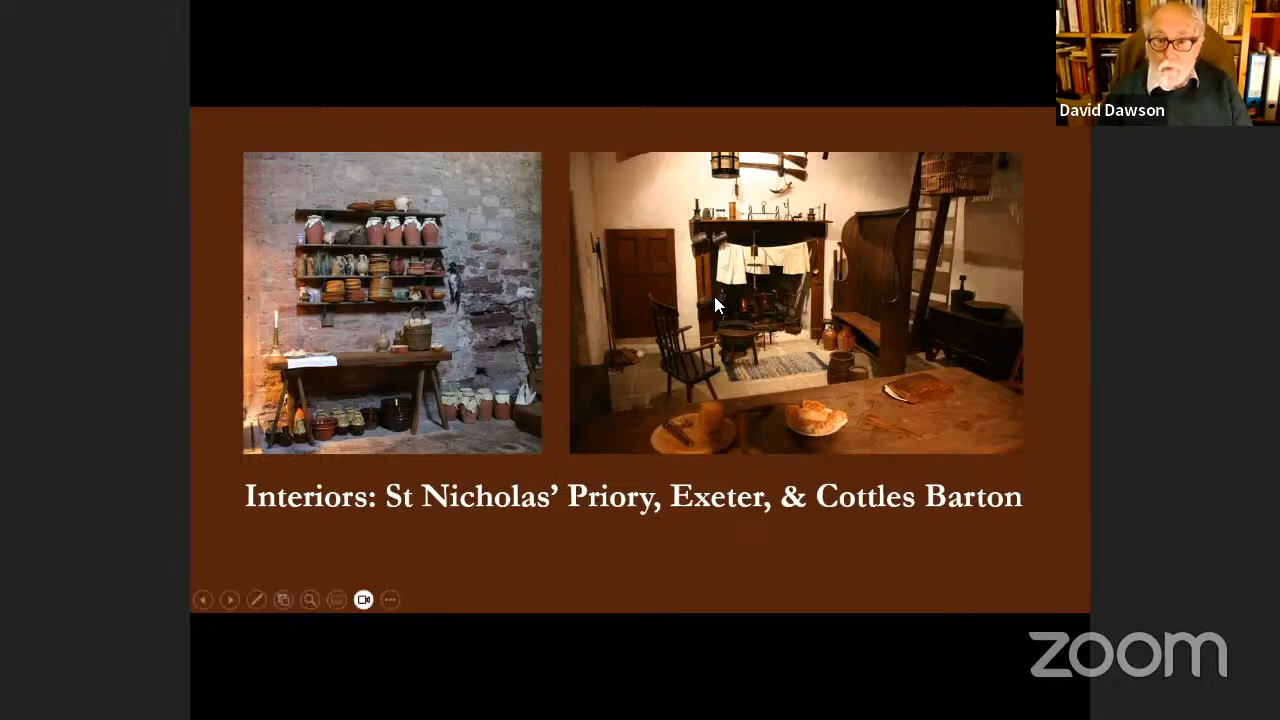 David Dawson
Interiors: St Nicholas’ Priory, Exeter, & Cottles Barton
zoom